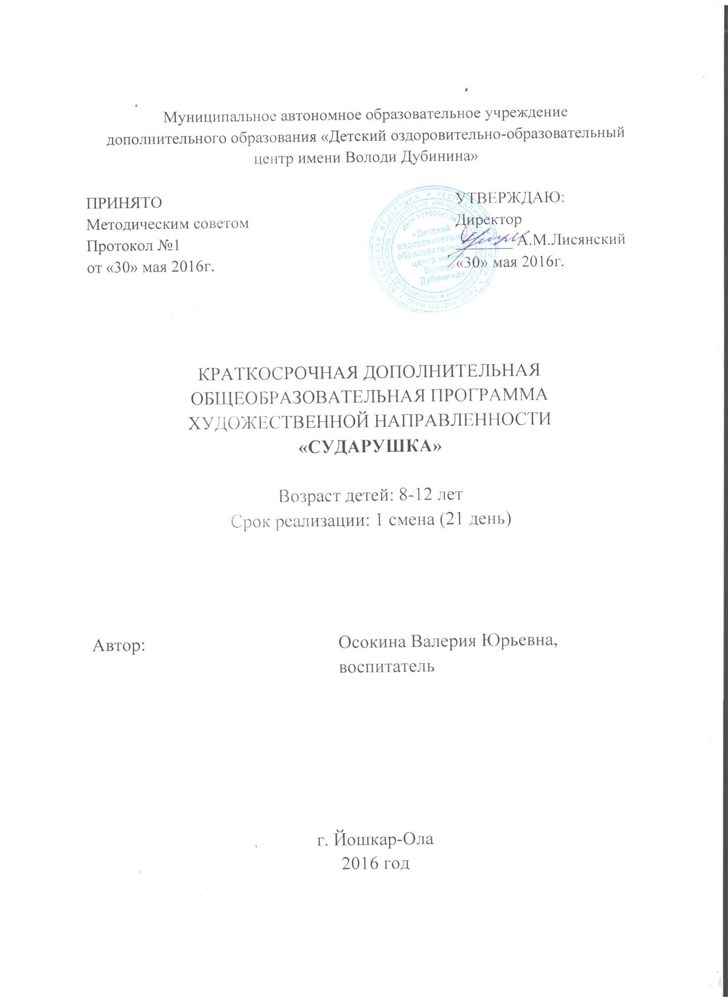 Муниципальное автономное образовательное учреждение
дополнительного образования «Детский оздоровительно-образовательный
центр имени Володи Дубинина»
ПРИНЯТО
Методическим советом
Протокол №1
от «30» мая 2016г.
УТВЕРЖДАЮ:
Директор
________ А.М.Лисянский
«30» мая 2016г.
РОССИЙСКАЯ ФЕДЕРАЦИЯ
ОГРН 1021200762362
МУНИЦИПАЛЬНОЕ АВТОНОМНОЕ ОБРАЗОВАТЕЛЬНОЕ УЧРЕЖДЕНИЕ
ИНН 1215058154
«Детский
оздоровительно-
образовательный
центр имени
Володи
Дубинина»
КРАТКОСРОЧНАЯ ДОПОЛНИТЕЛЬНАЯ
ОБЩЕОБРАЗОВАТЕЛЬНАЯ ПРОГРАММА
ХУДОЖЕСТВЕННОЙ НАПРАВЛЕННОСТИ
«СУДАРУШКА»
Возраст детей: 8-12 лет
Срок реализации: 1 смена (21 день)
Автор:
Осокина Валерия Юрьевна,
воспитатель
г. Йошкар-Ола
2016 год